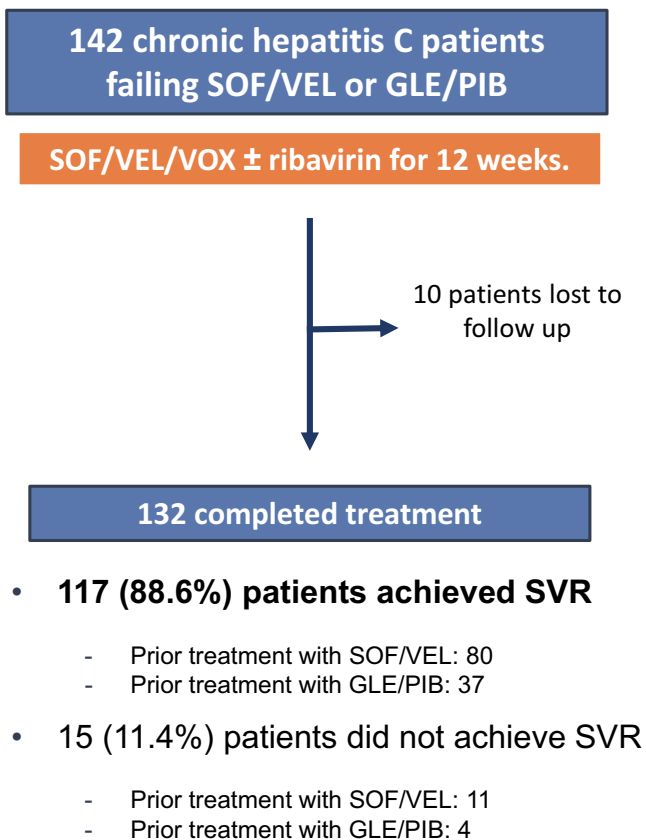 142 chronic hepatitis C patients
failing SOF/VEL or GLE/PIB
SOF/VEL/VOX ± ribavirin for 12 weeks.
10 patients lost to
follow up
132 completed treatment
• 117 (88.6%) patients achieved SVR
- Prior treatment with SOF/VEL: 80
- Prior treatment with GLE/PIB: 37
• 15 (11.4%) patients did not achieve SVR
- Prior treatment with SOF/VEL: 11
- Prior treatment with GLE/PIB: 4